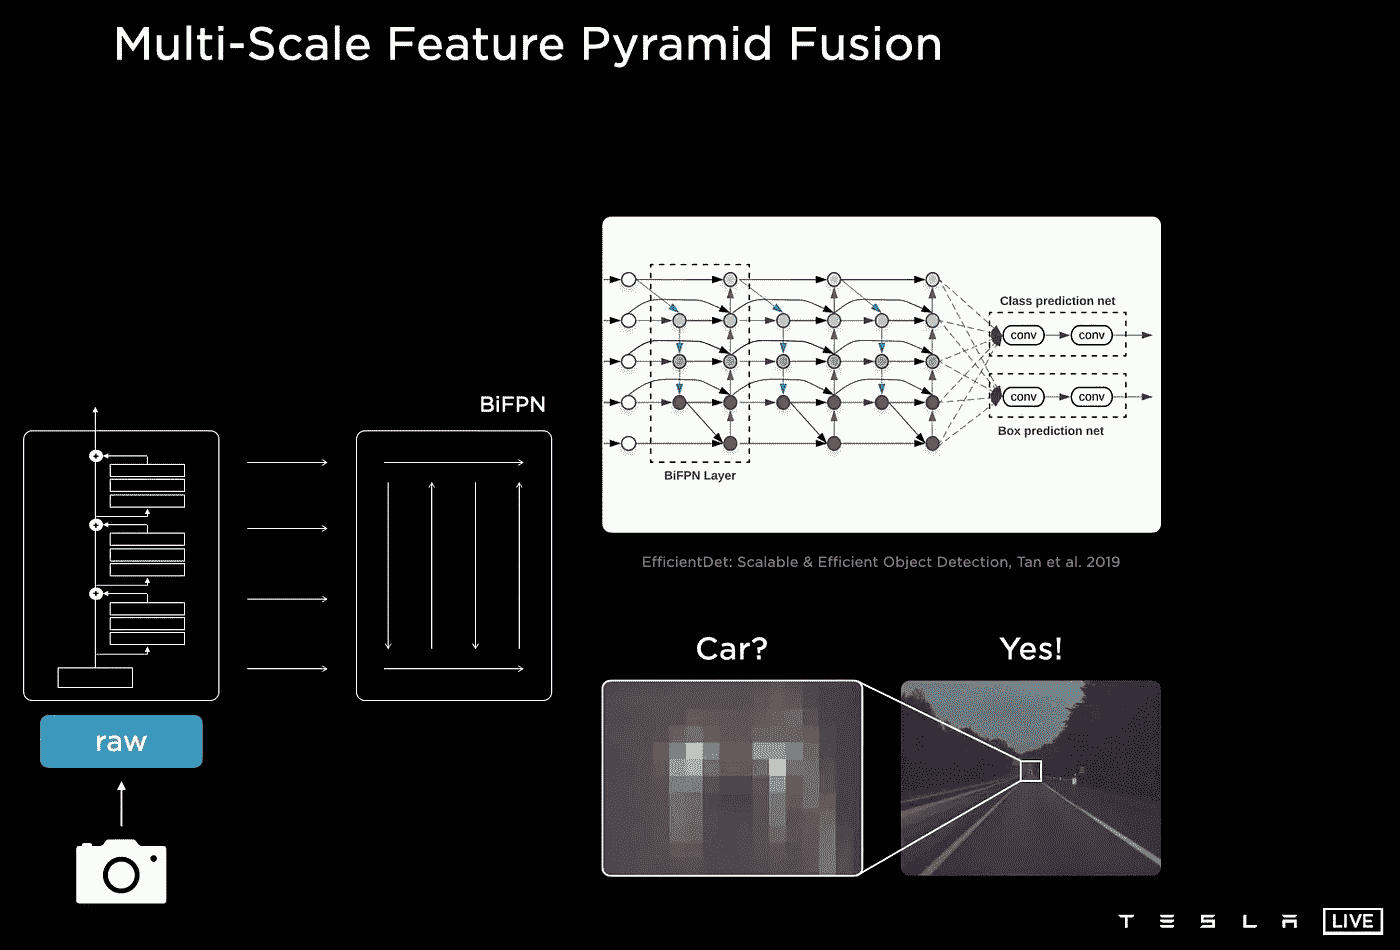 Multi-Scale Feature Pyramid Fusion
BiFPN
raw
Class prediction net
conv conv
conv conv
Box prediction net
BiFPN Layer
EfficientDet: Scalable & Efficient Object Detection, Tan et al. 2019
Car? Yes!
TESLA LIVE